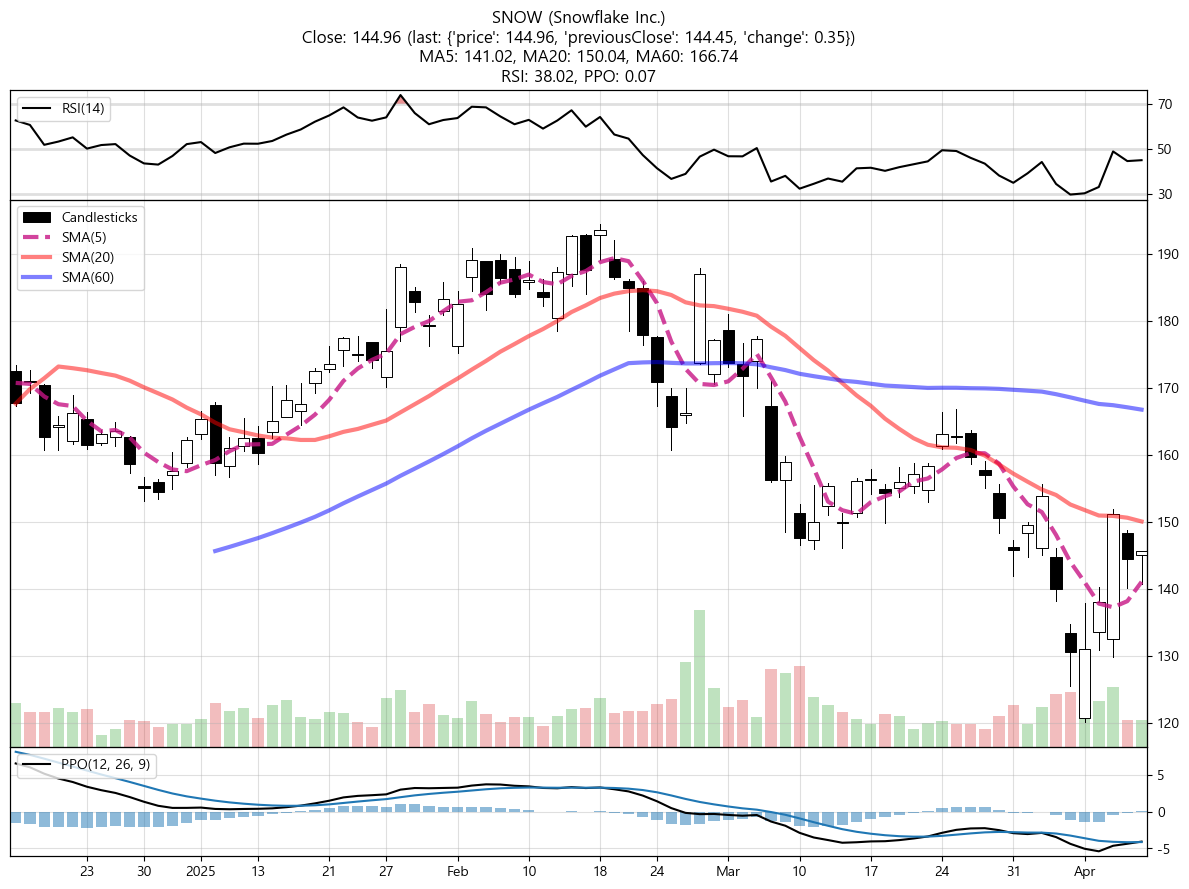 SNOW (Snowflake Inc.)
Close: 144.96 (last: {'price': 144.96, 'previousClose': 144.45, 'change': 0.35})
MA5: 141.02, MA20: 150.04, MA60: 166.74
RSI: 38.02, PPO: 0.07
RSI(14)
70
50
30
Candlesticks
SMA(5)
SMA(20)
SMA(60)
190
180
170
160
150
140
130
120
PPO(12, 26, 9)
5
0
-5
23 30 2025 13 21 27 Feb 10 18 24 Mar 10 17 24 31 Apr